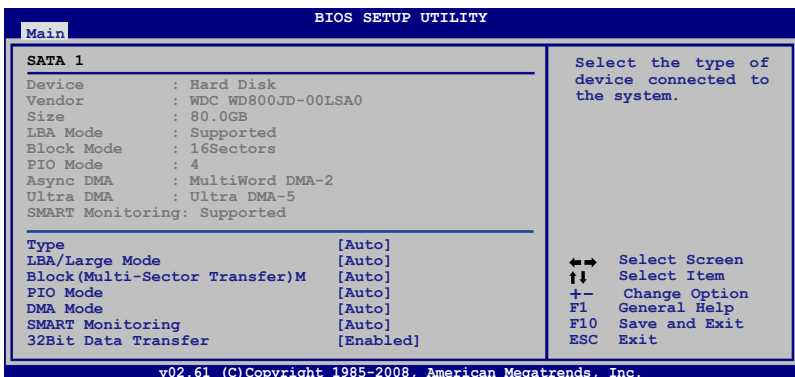 BIOS SETUP UTILITY
Main
SATA 1
Device : Hard Disk
Vendor : WDC WD800JD-00LSA0
Size : 80.0GB
LBA Mode : Supported
Block Mode : 16Sectors
PIO Mode : 4
Async DMA : MultiWord DMA-2
Ultra DMA : Ultra DMA-5
SMART Monitoring: Supported
Type [Auto]
LBA/Large Mode [Auto]
Block(Multi-Sector Transfer)M [Auto]
PIO Mode [Auto]
DMA Mode [Auto]
SMART Monitoring [Auto]
32Bit Data Transfer [Enabled]
Select the type of
device connected to
the system.
←→ Select Screen
↑↓ Select Item
+- Change Option
F1 General Help
F10 Save and Exit
ESC Exit
v02.61 (C)Copyright 1985-2008, American Megatrends, Inc.